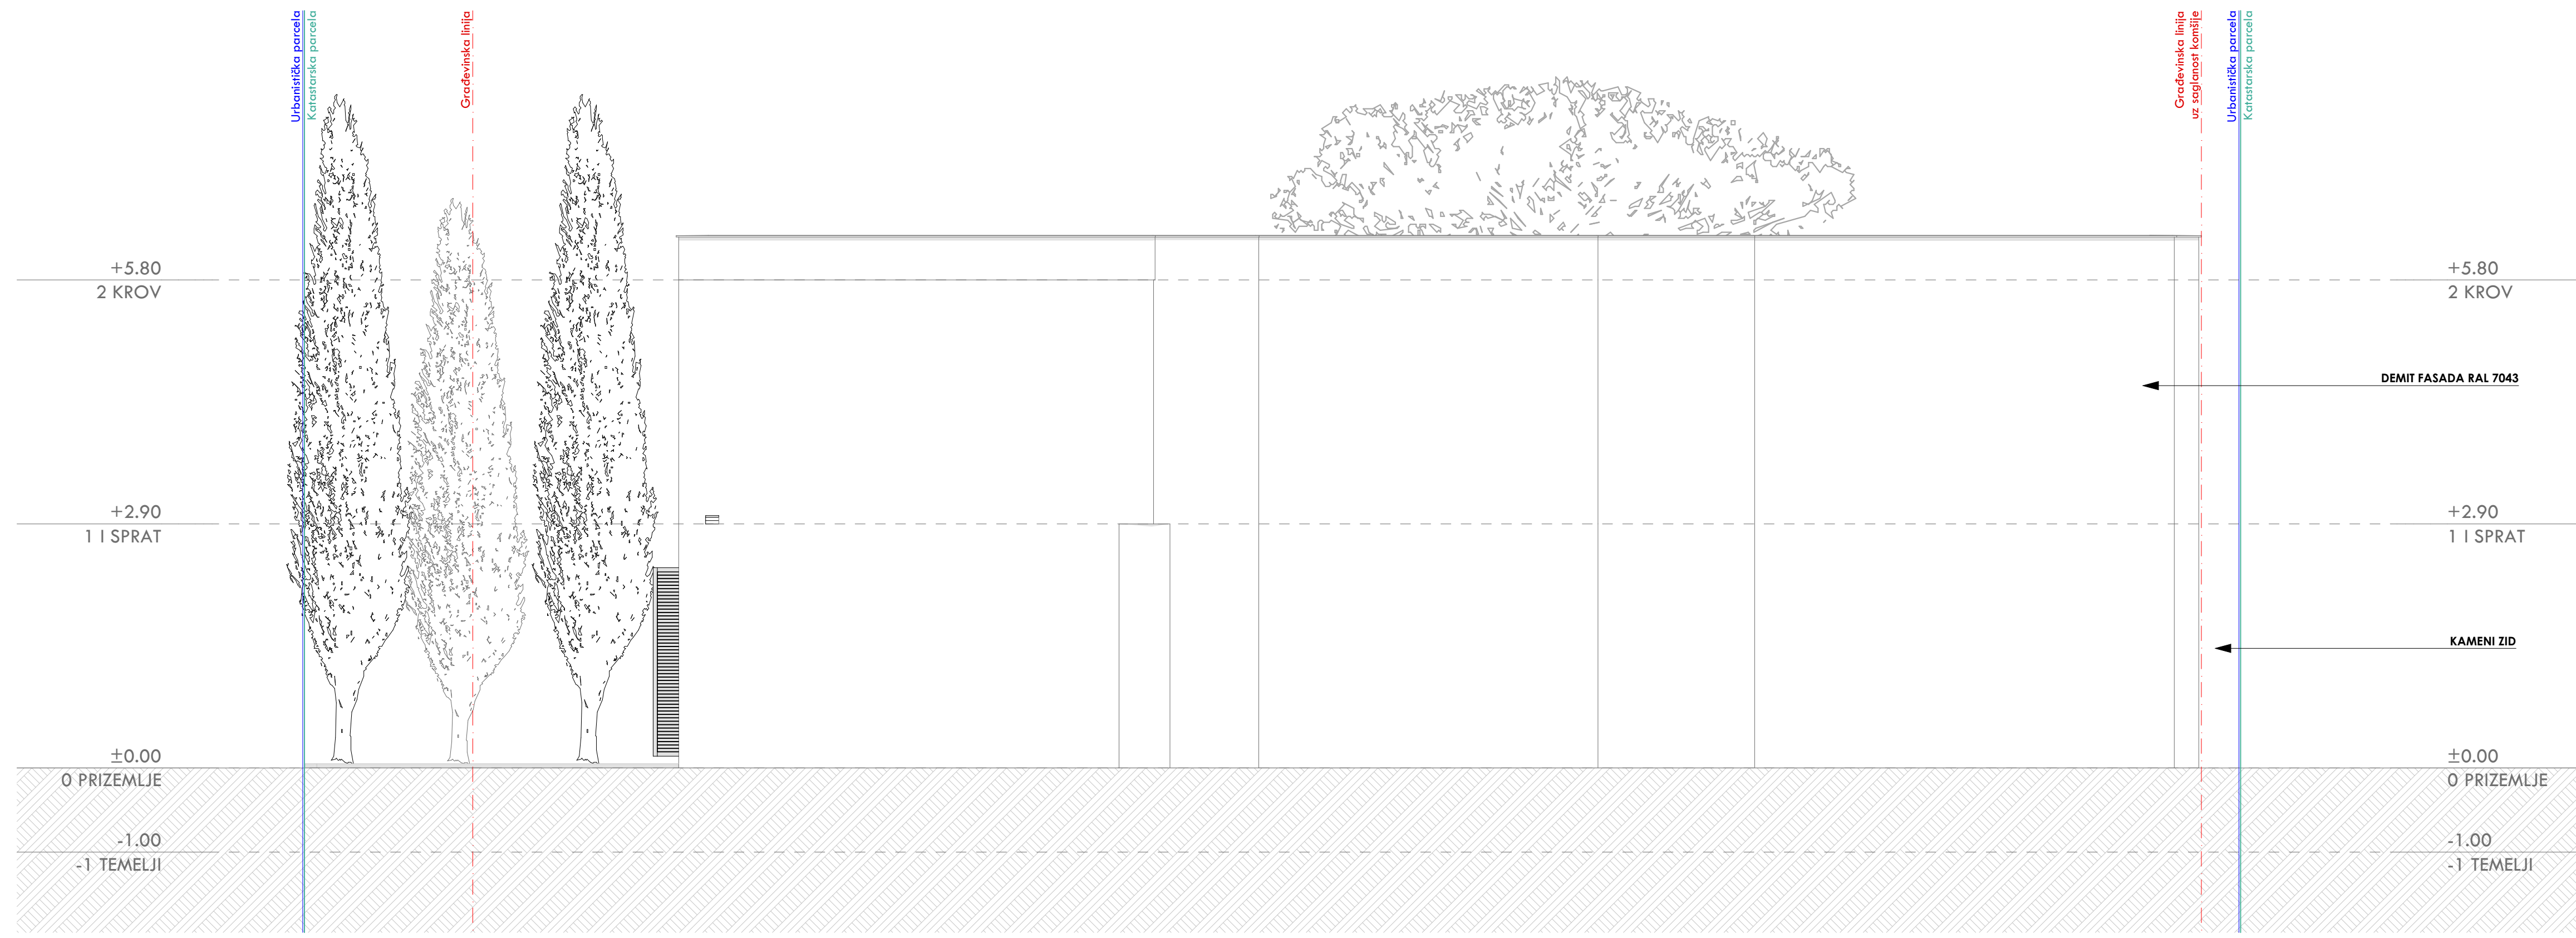 Urbanistička parcela
Katastarska parcela
Građevinska linija
Građevinska linija
uz saglanost komšije
Urbanistička parcela
Katastarska parcela
+5.80
2 KROV
+5.80
2 KROV
DEMIT FASADA RAL 7043
+2.90
1 I SPRAT
+2.90
1 I SPRAT
KAMENI ZID
±0.00
0 PRIZEMLJE
±0.00
0 PRIZEMLJE
-1.00
-1 TEMELJI
-1.00
-1 TEMELJI